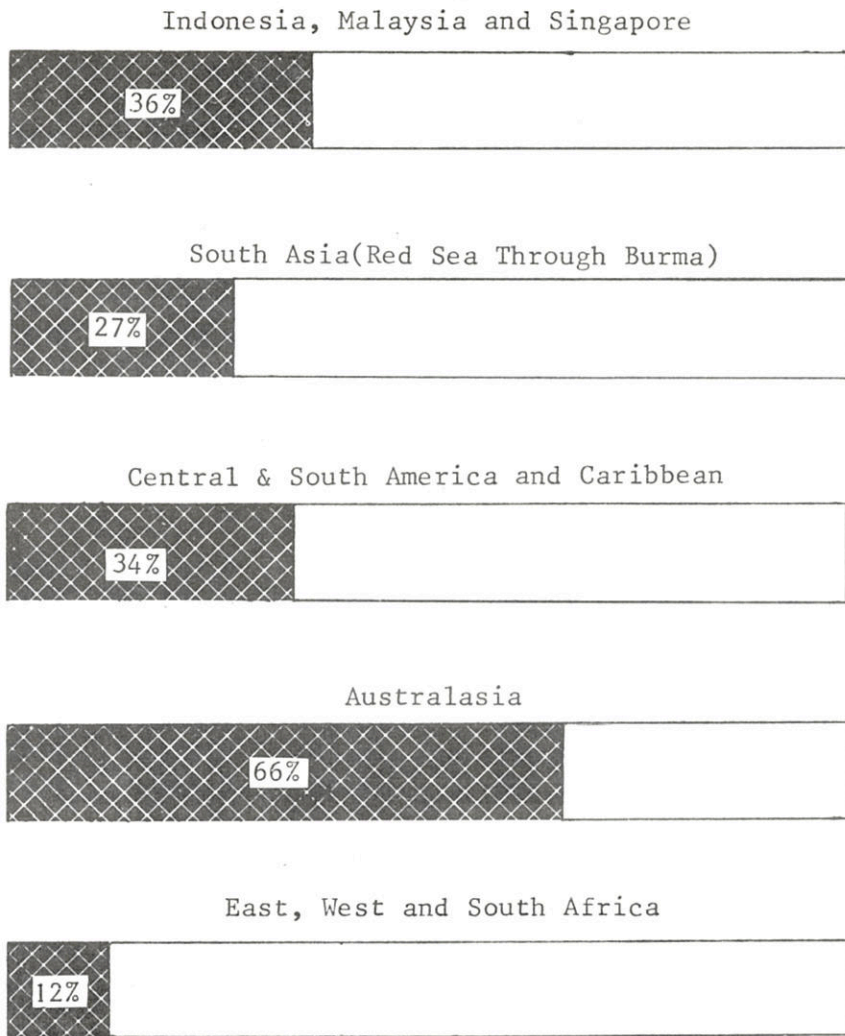 Indonesia, Malaysia and Singapore
36%
South Asia(Red Sea Through Burma)
27%
Central & South America and Caribbean
34%
Australasia
66%
East, West and South Africa
12%